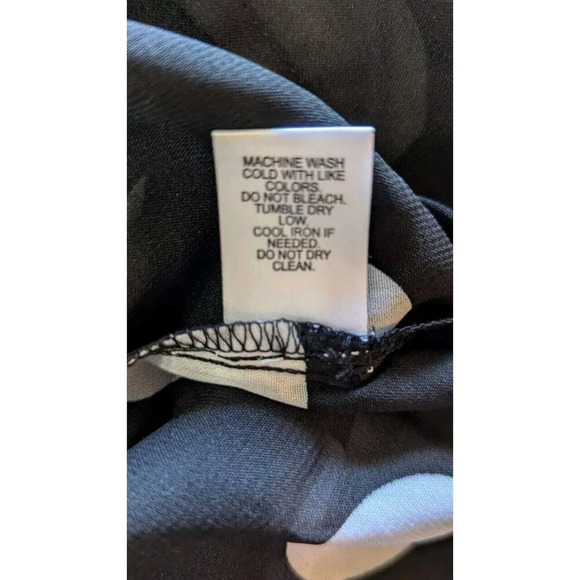 MACHINE WASH
COLD WITH LIKE
COLORS.
DO NOT BLEACH.
TUMBLE DRY
LOW.
COOL IRON IF
NEEDED.
DO NOT DRY
CLEAN.